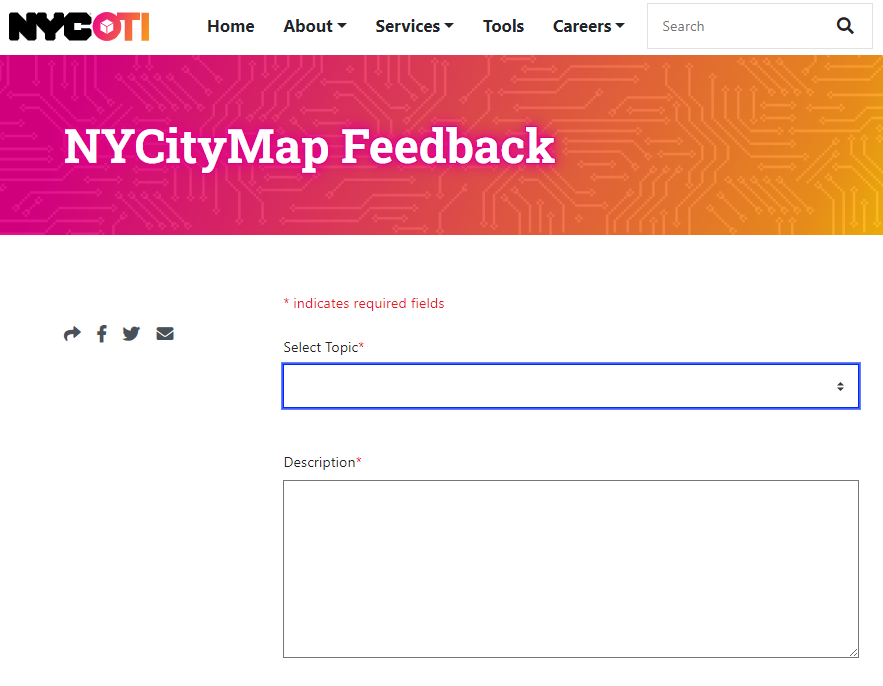 NYCOTI Home About Services Tools Careers Search
NYCityMap Feedback
* indicates required fields
Select Topic*
Description*